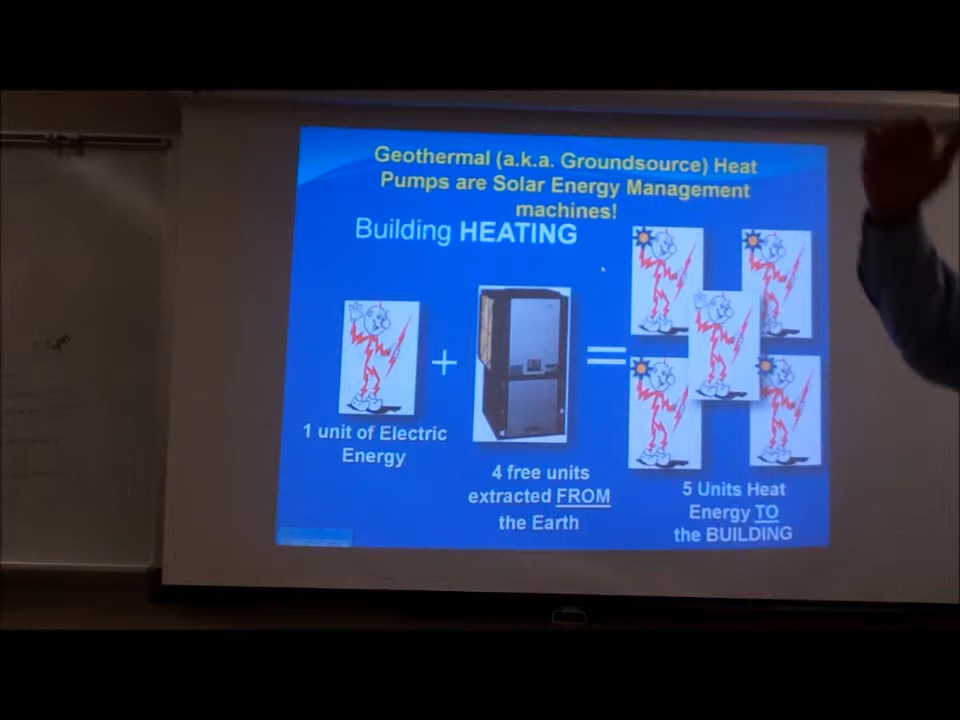 Geothermal (a.k.a. Groundsource) Heat
Pumps are Solar Energy Management
machines!
Building HEATING
+
=
1 unit of Electric
Energy
4 free units
extracted FROM
the Earth
5 Units Heat
Energy TO
the BUILDING